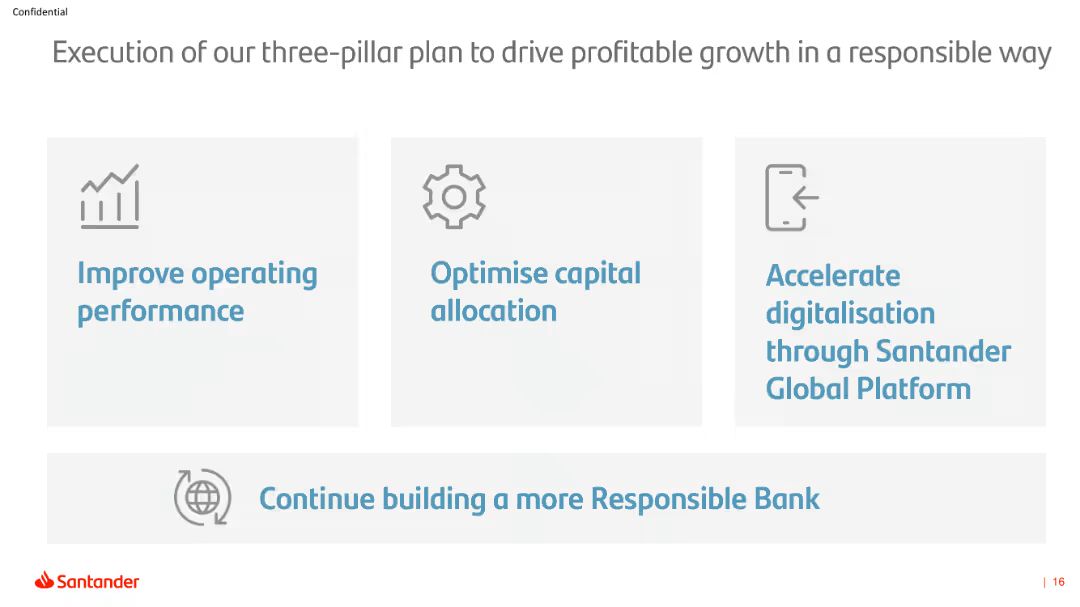 Confidential
Execution of our three-pillar plan to drive profitable growth in a responsible way
Improve operating
performance
Optimise capital
allocation
Accelerate
digitalisation
through Santander
Global Platform
Continue building a more Responsible Bank
Santander
| 16